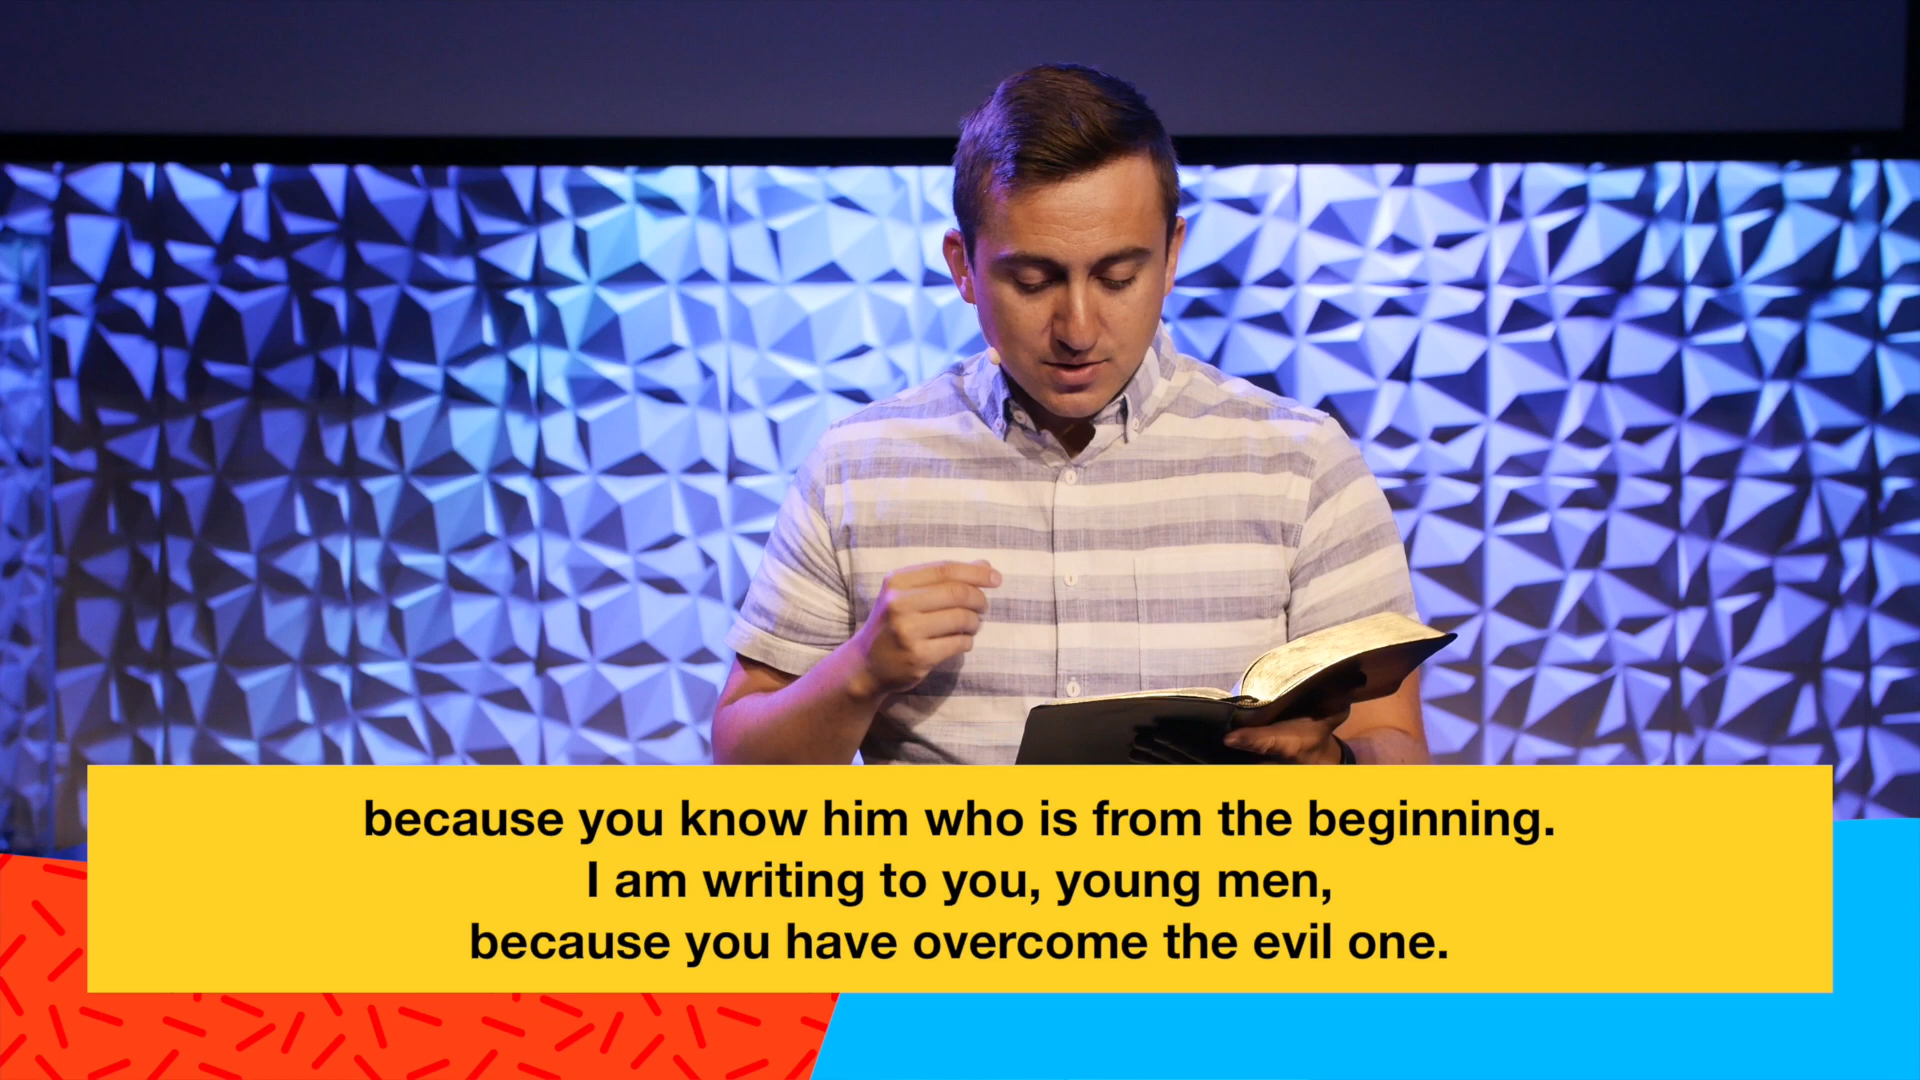 because you know him who is from the beginning.
I am writing to you, young men,
because you have overcome the evil one.